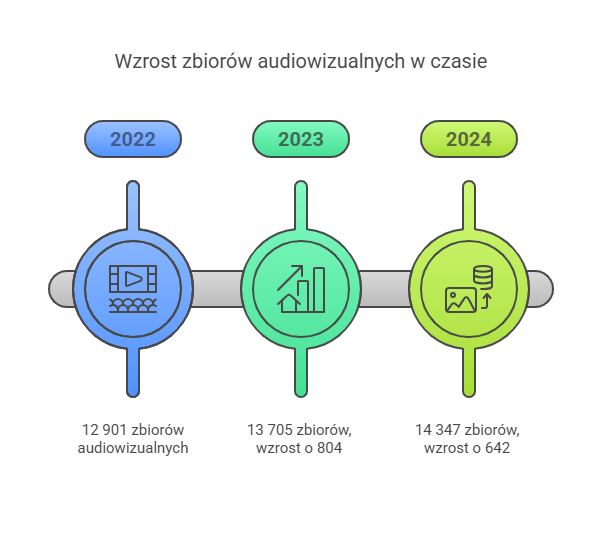 Wzrost zbiorów audiowizualnych w czasie
2022
2023
2024
12 901 zbiorów
audiowizualnych
13 705 zbiorów,
wzrost o 804
14 347 zbiorów,
wzrost o 642